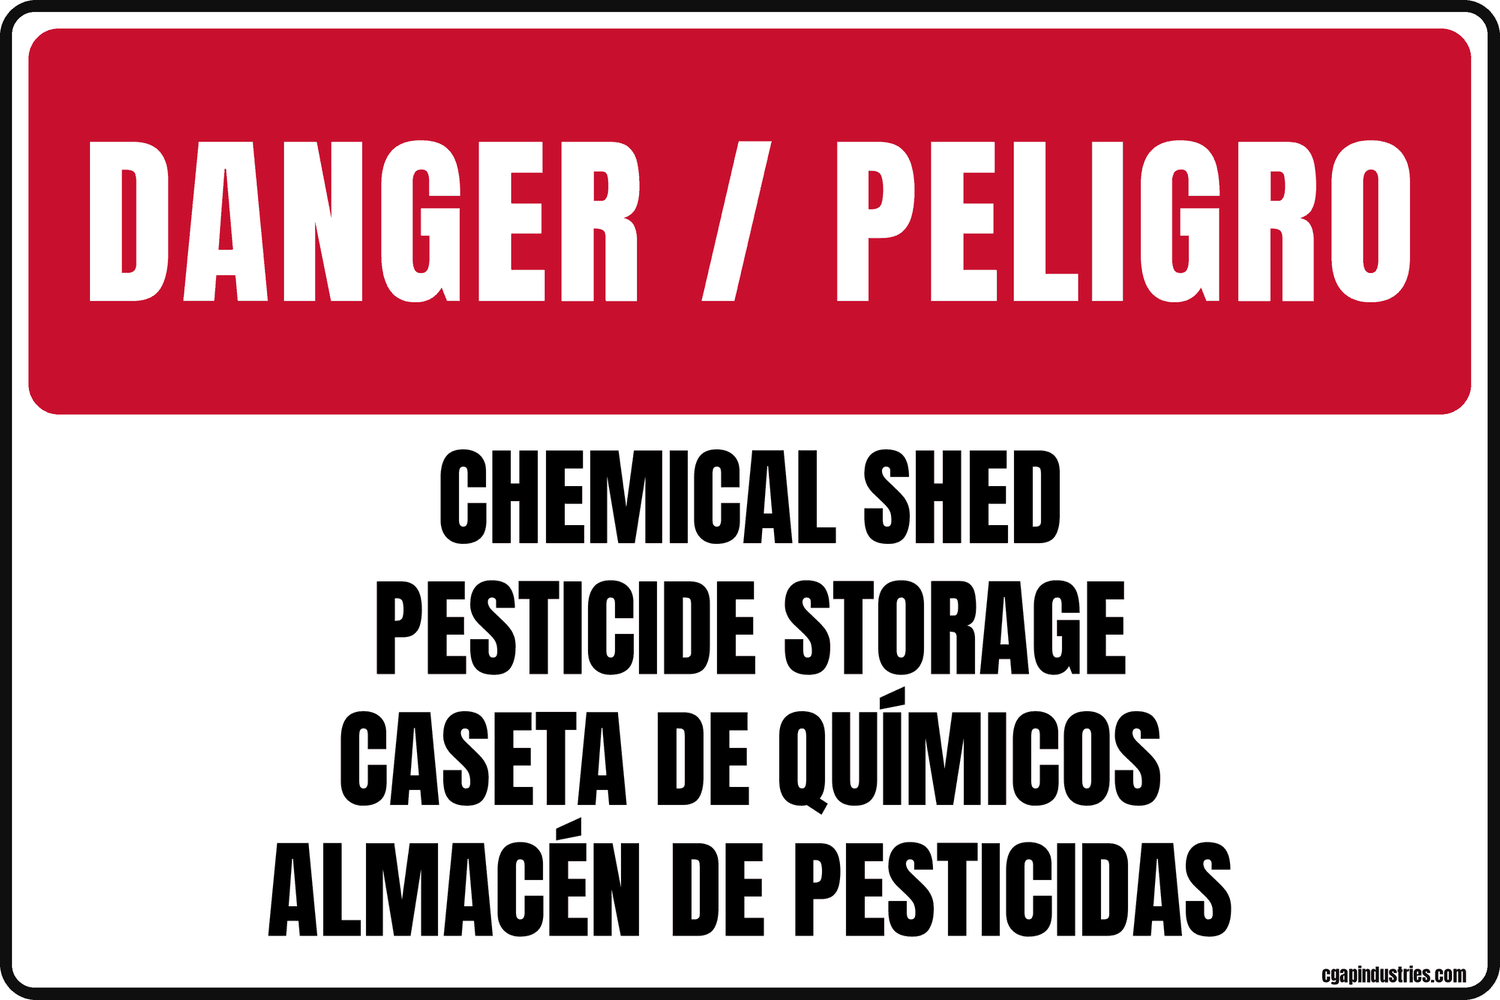 DANGER / PELIGRO
CHEMICAL SHED
PESTICIDE STORAGE
CASETA DE QUÍMICOS
ALMACÉN DE PESTICIDAS
cgapindustries.com